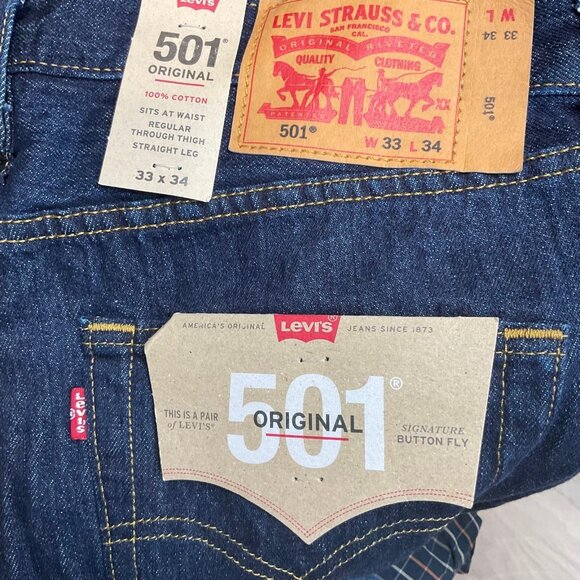 Levi's
501®
ORIGINAL
100% COTTON
SITS AT WAIST
REGULAR
THROUGH THIGH
STRAIGHT LEG
33 x 34
LEVI STRAUSS & CO.
SAN FRANCISCO
CAL.
ORIGINAL RIVETED
QUALITY CLOTHING
XX
501® W 33 L 34
W 33
L 34
501®
AMERICA'S ORIGINAL Levi's JEANS SINCE 1873
501®
ORIGINAL
THIS IS A PAIR
of LEVI'S®
SIGNATURE
BUTTON FLY
Levi's
®